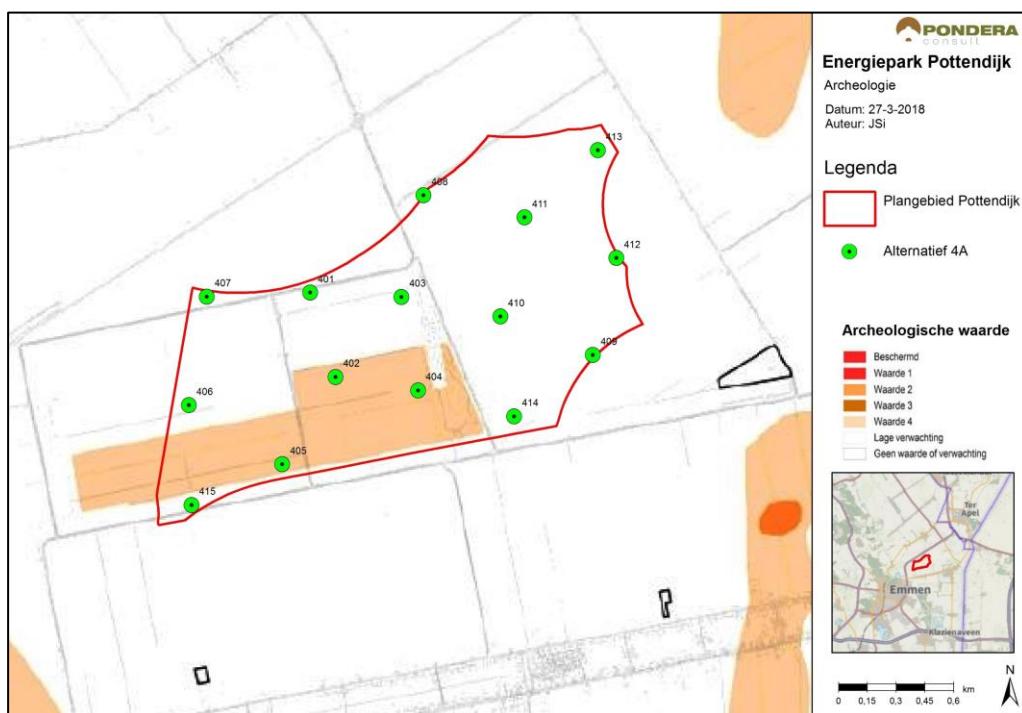 PONDERA
consult
Energiepark Pottendijk
Archeologie
Datum: 27-3-2018
Auteur: JSi
Legenda
Plangebied Pottendijk
Alternatief 4A
Archeologische waarde
Beschermd
Waarde 1
Waarde 2
Waarde 3
Waarde 4
Lage verwachting
Geen waarde of verwachting
Ter
Apel
Emmen
Klazienaveen
N
0 0,15 0,3 0,45 0,6 km
413
408
411
412
407
401
403
410
409
402
404
406
414
405
415